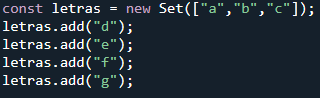 const letras = new Set(["a","b","c"]);
letras.add("d");
letras.add("e");
letras.add("f");
letras.add("g");